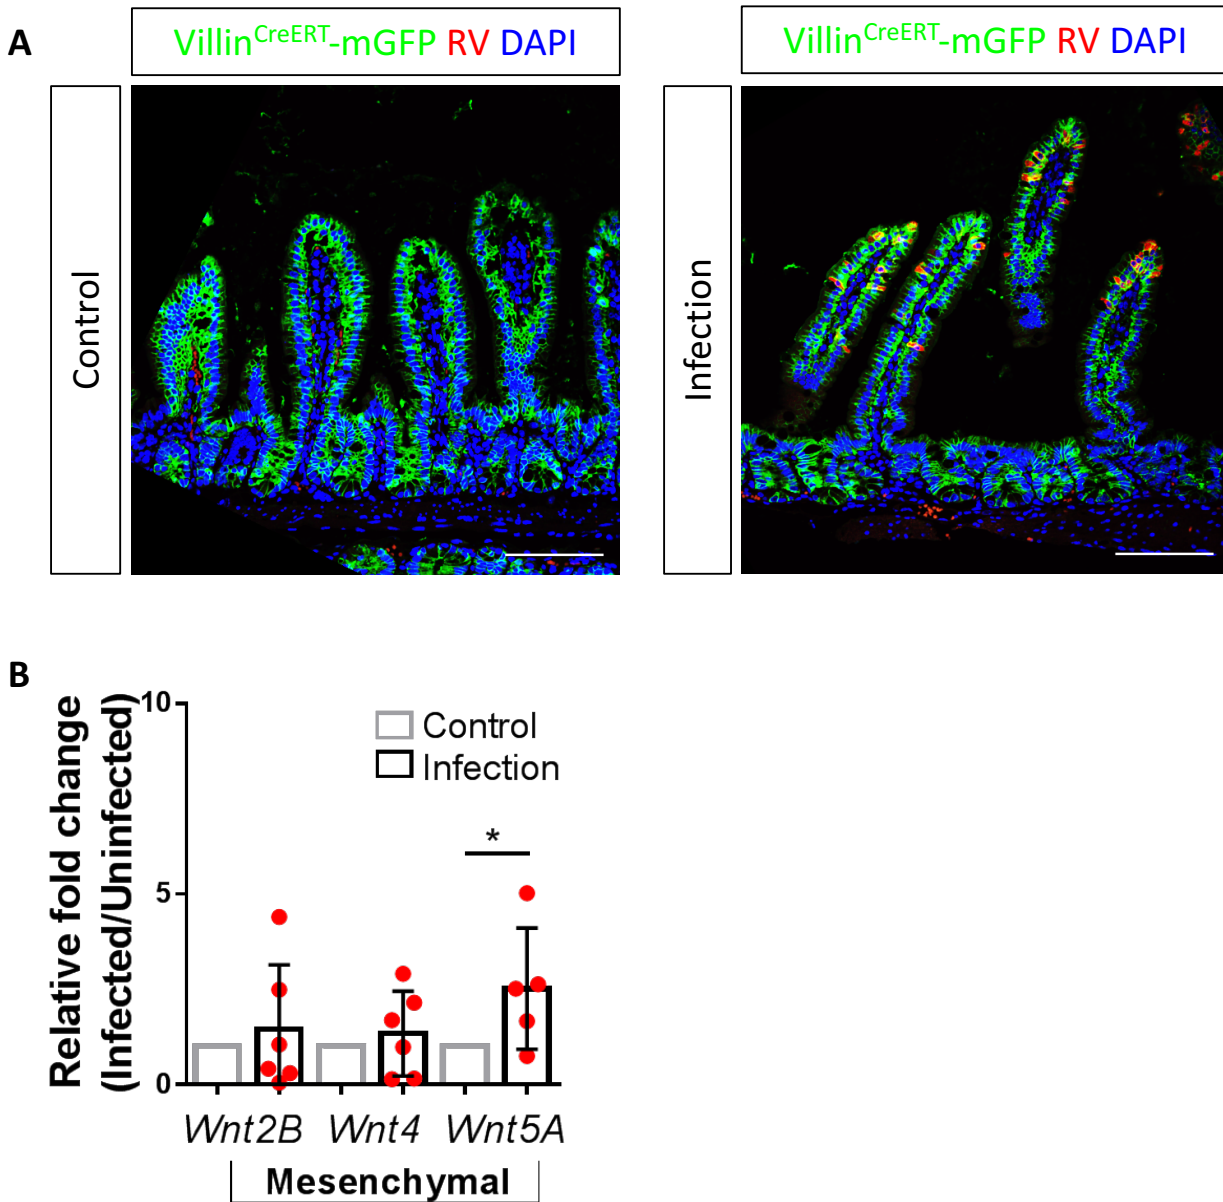 A
Villin^CreERT-mGFP RV DAPI
Villin^CreERT-mGFP RV DAPI
Control
Infection
B
Relative fold change
(Infected/Uninfected)
10
5
0
Control
Infection
*
Wnt2B Wnt4 Wnt5A
Mesenchymal